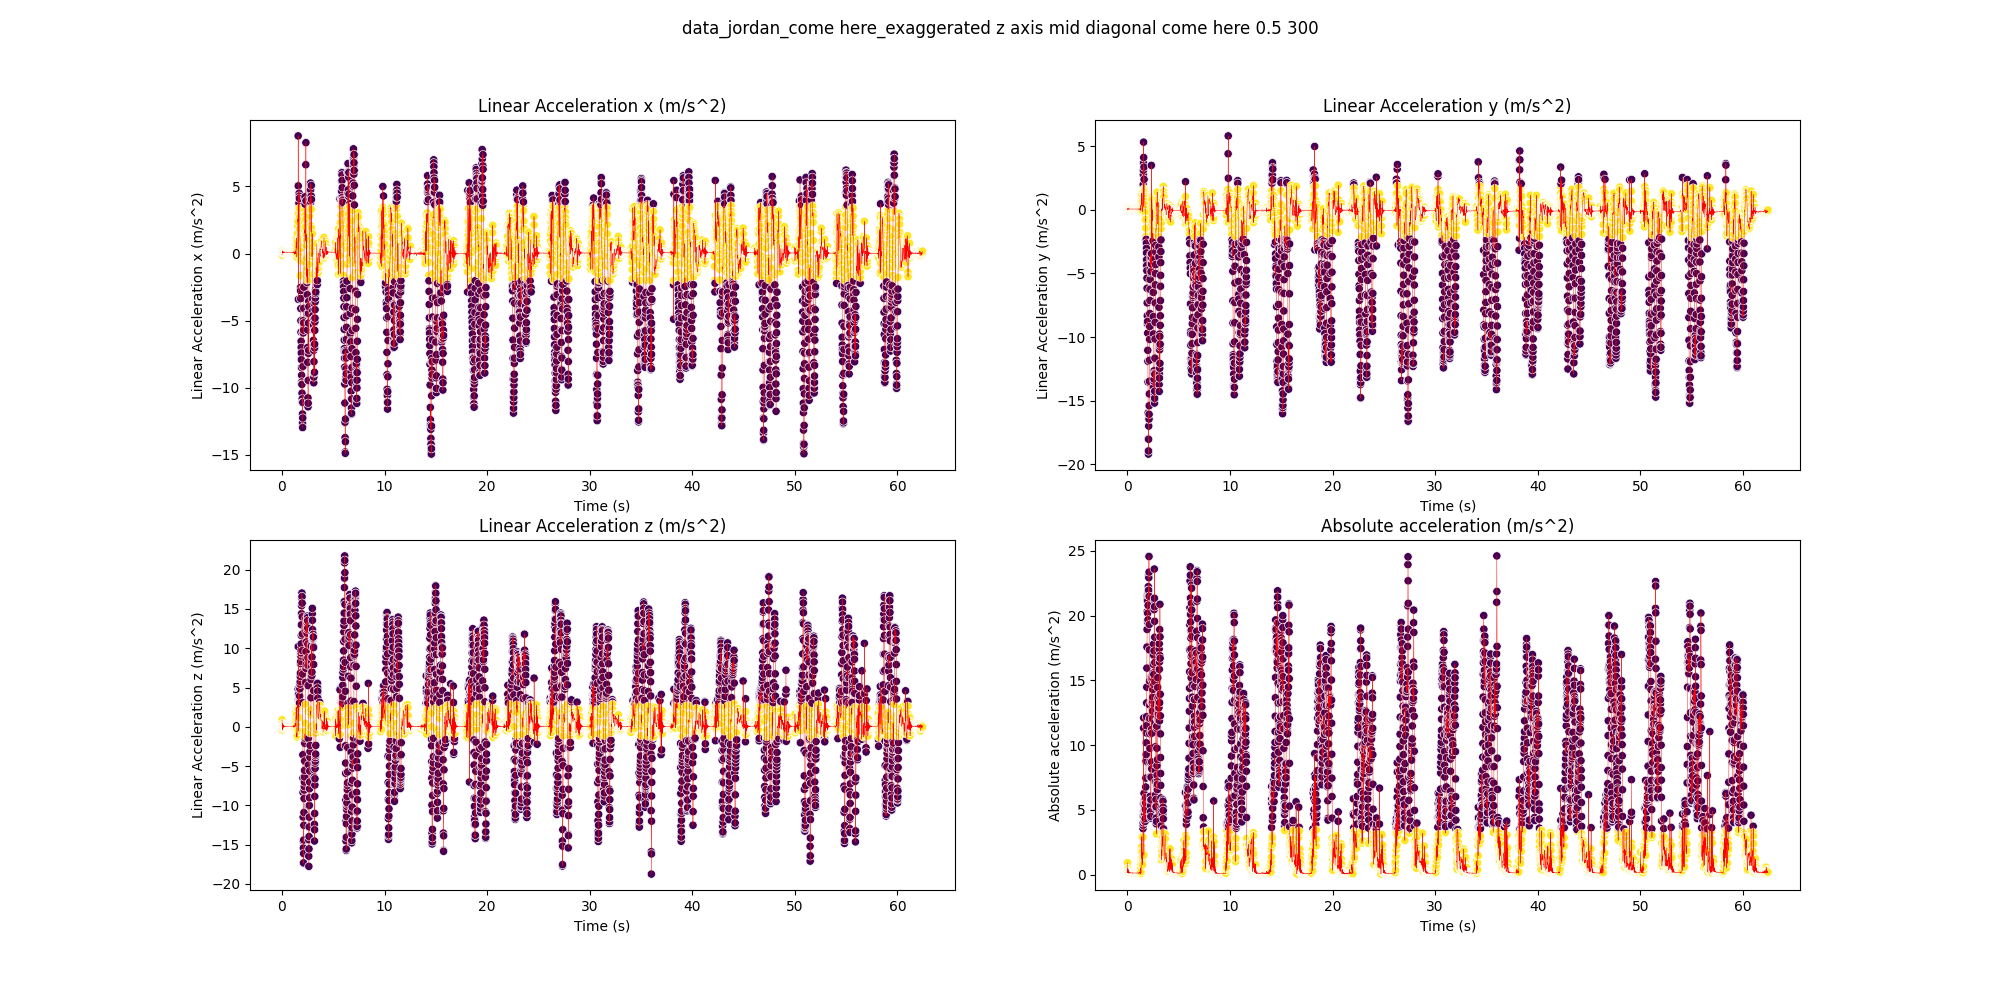 data_jordan_come here_exaggerated z axis mid diagonal come here 0.5 300
Linear Acceleration x (m/s^2)
Linear Acceleration x (m/s^2)
5
0
−5
−10
−15
0 10 20 30 40 50 60
Time (s)
Linear Acceleration y (m/s^2)
Linear Acceleration y (m/s^2)
5
0
−5
−10
−15
−20
0 10 20 30 40 50 60
Time (s)
Linear Acceleration z (m/s^2)
Linear Acceleration z (m/s^2)
20
15
10
5
0
−5
−10
−15
−20
0 10 20 30 40 50 60
Time (s)
Absolute acceleration (m/s^2)
Absolute acceleration (m/s^2)
25
20
15
10
5
0
0 10 20 30 40 50 60
Time (s)